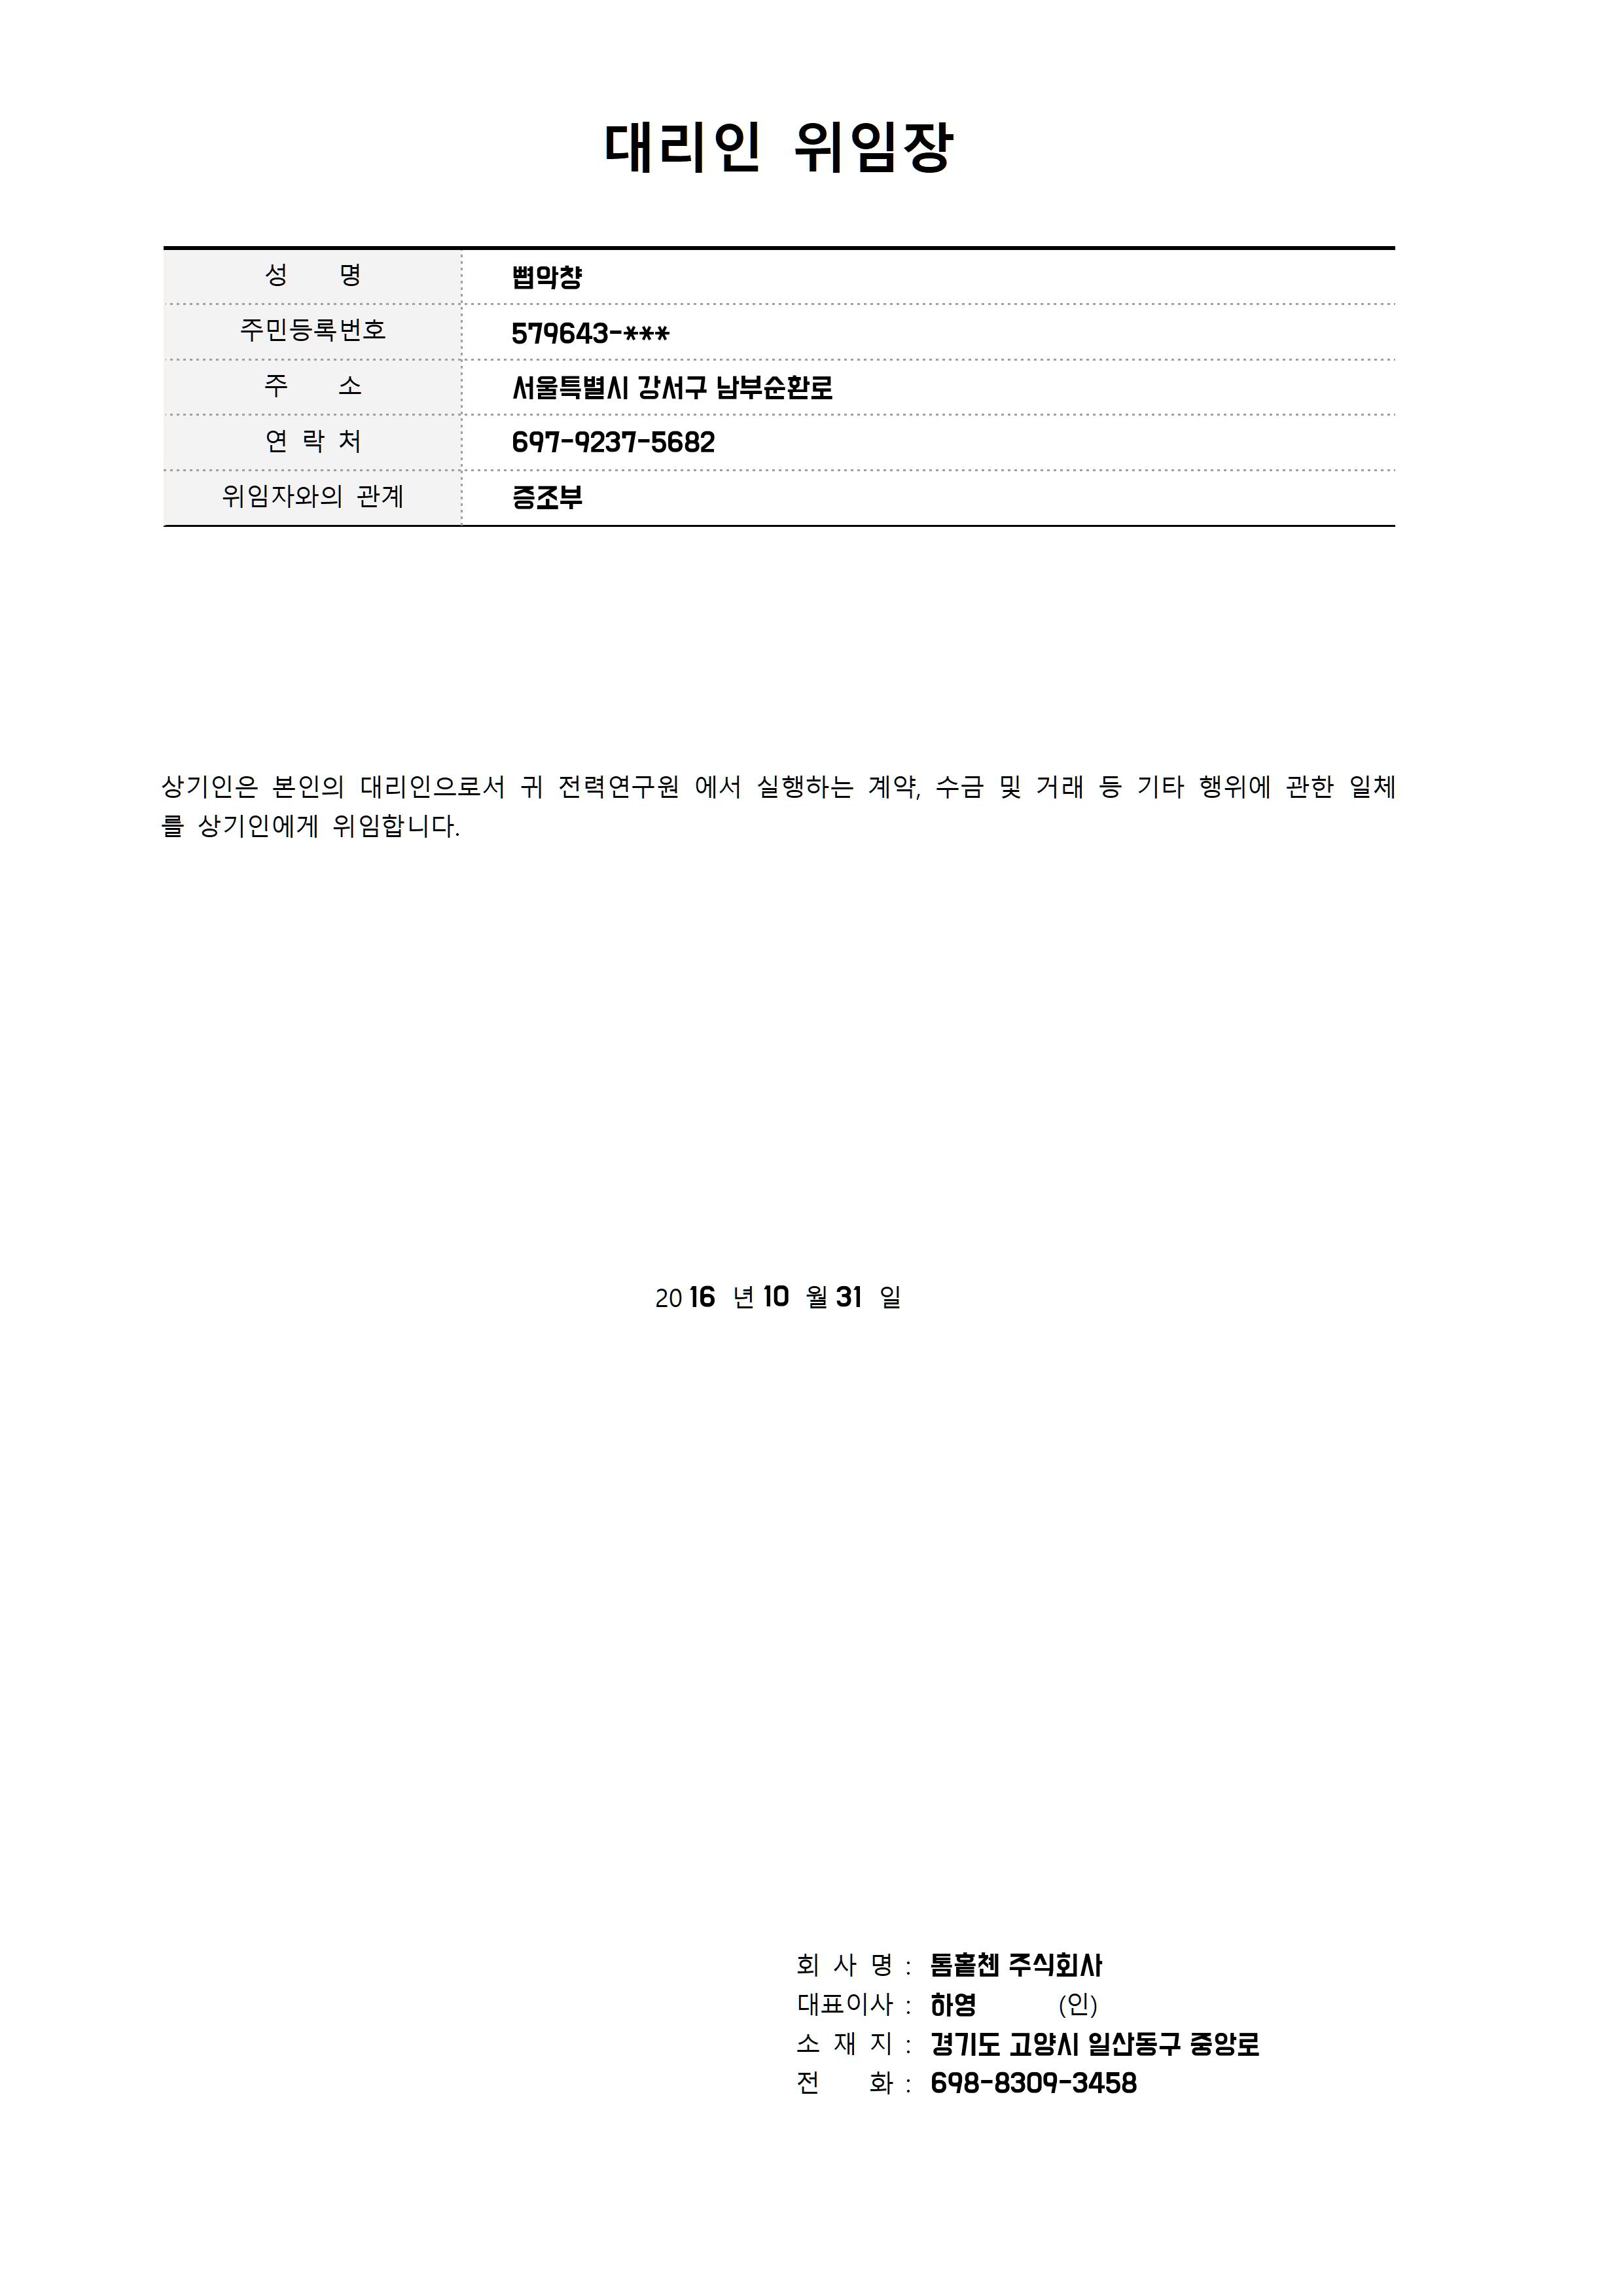 대리인 위임장
성 명 뼙악챵
주민등록번호 579643-***
주 소 서울특별시 강서구 남부순환로
연 락 처 697-9237-5682
위임자와의 관계 증조부
상기인은 본인의 대리인으로서 귀 전력연구원 에서 실행하는 계약, 수금 및 거래 등 기타 행위에 관한 일체
를 상기인에게 위임합니다.
20 16 년 10 월 31 일
회 사 명 : 톰홑첸 주식회사
대표이사 : 하영 (인)
소 재 지 : 경기도 고양시 일산동구 중앙로
전 화 : 698-8309-3458